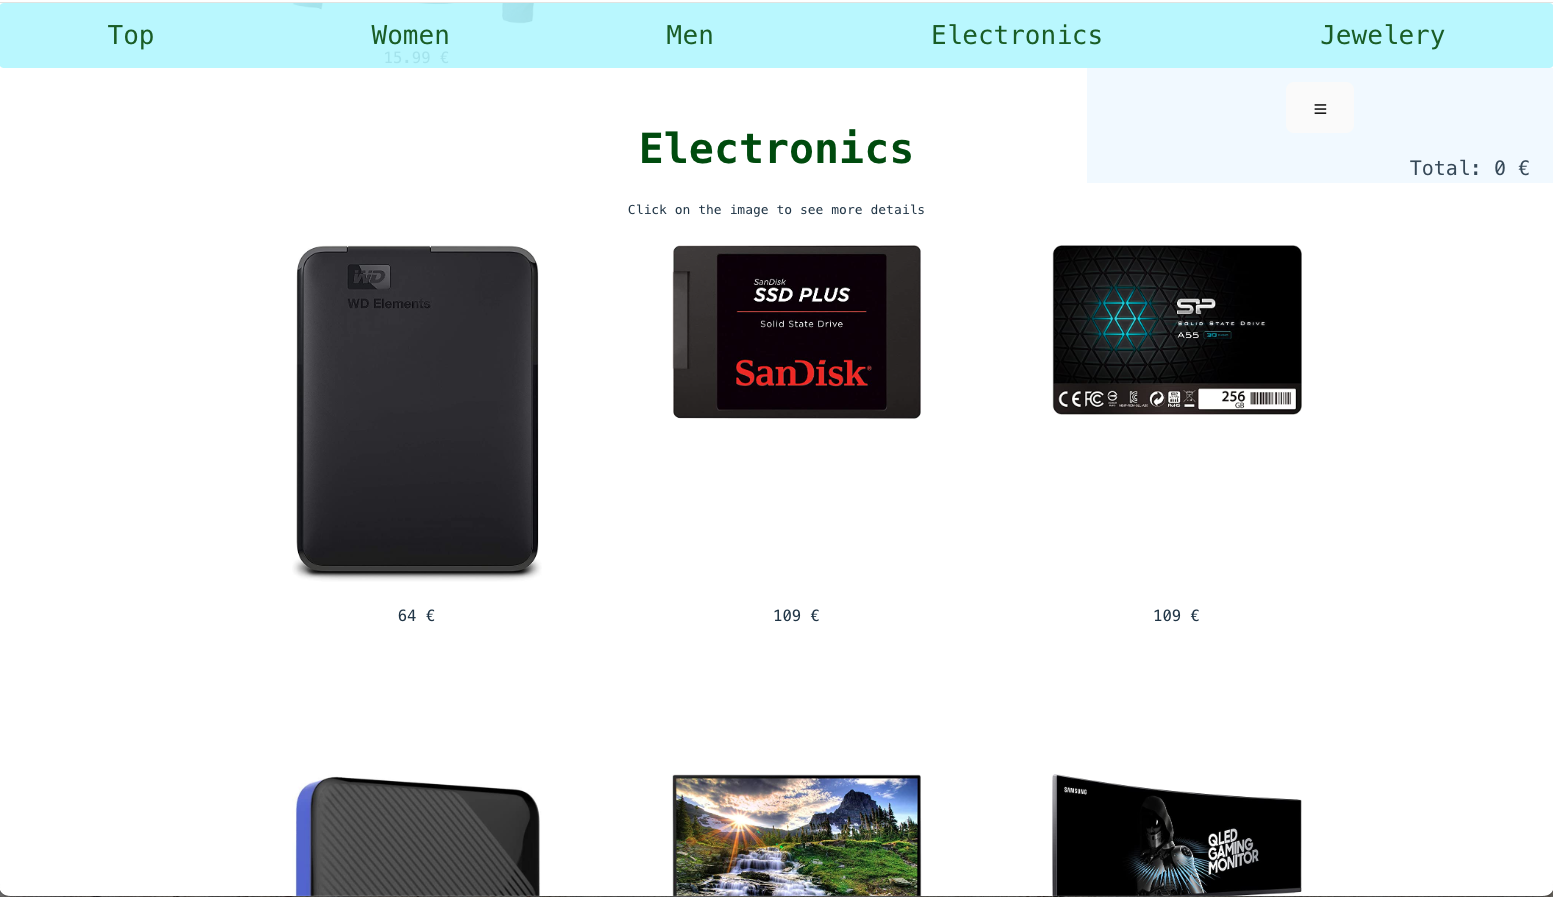 Top
Women
Men
Electronics
Jewelery
15.99 €
≡
Total: 0 €
Electronics
Click on the image to see more details
WD
WD Elements
SanDisk
SSD PLUS
Solid State Drive
SanDisk
SP
SOLID STATE DRIVE
A55
256
GB
64 €
109 €
109 €
SAMSUNG
QLED
GAMING
MONITOR